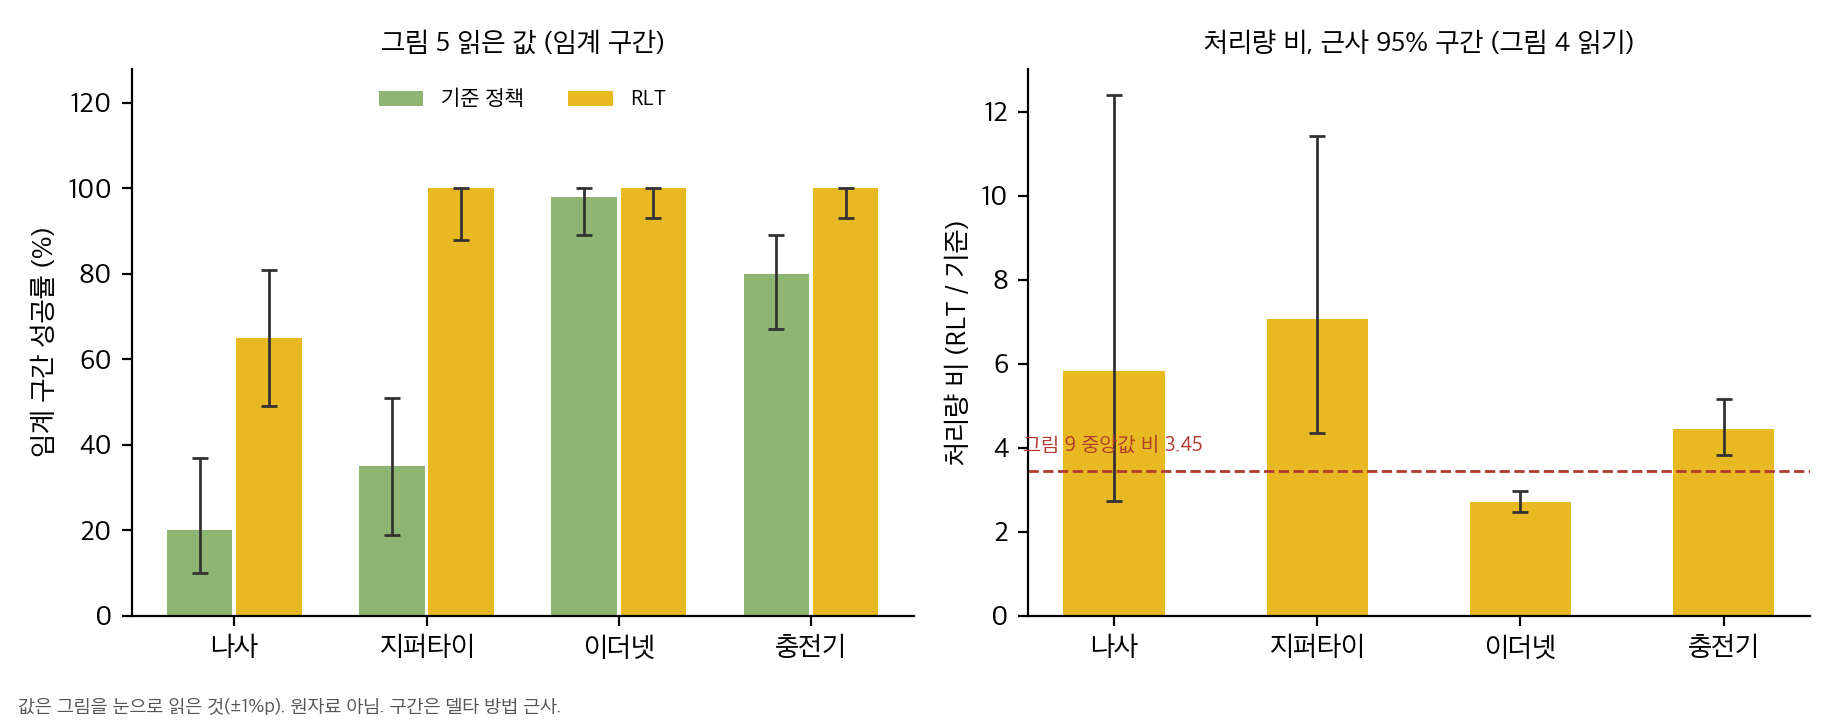 그림 5 읽은 값 (임계 구간)
기준 정책
RLT
임계 구간 성공률 (%)
120
100
80
60
40
20
0
나사
지퍼타이
이더넷
충전기
처리량 비, 근사 95% 구간 (그림 4 읽기)
처리량 비 (RLT / 기준)
12
10
8
6
4
2
0
그림 9 중앙값 비 3.45
나사
지퍼타이
이더넷
충전기
값은 그림을 눈으로 읽은 것(±1%p). 원자료 아님. 구간은 델타 방법 근사.